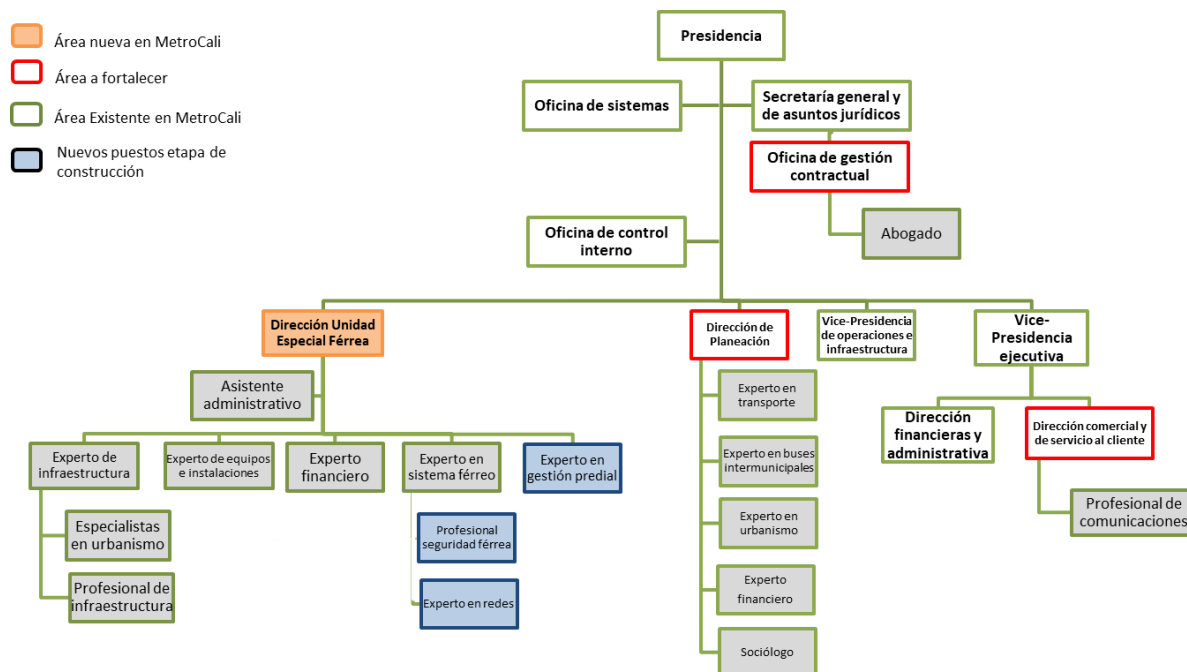 Área nueva en MetroCali
Área a fortalecer
Área Existente en MetroCali
Nuevos puestos etapa de
construcción
Presidencia
Oficina de sistemas
Secretaría general y
de asuntos jurídicos
Oficina de gestión
contractual
Abogado
Oficina de control
interno
Dirección Unidad
Especial Férrea
Dirección de
Planeación
Vice-Presidencia
de operaciones e
infraestructura
Vice-
Presidencia
ejecutiva
Asistente
administrativo
Experto de
infraestructura
Experto de equipos
e instalaciones
Experto
financiero
Experto en
sistema férreo
Experto en
gestión predial
Especialistas
en urbanismo
Profesional de
infraestructura
Profesional
seguridad férrea
Experto en redes
Experto en
transporte
Experto en buses
intermunicipales
Experto en
urbanismo
Experto
financiero
Sociólogo
Dirección
financieras y
administrativa
Dirección comercial y
de servicio al cliente
Profesional de
comunicaciones